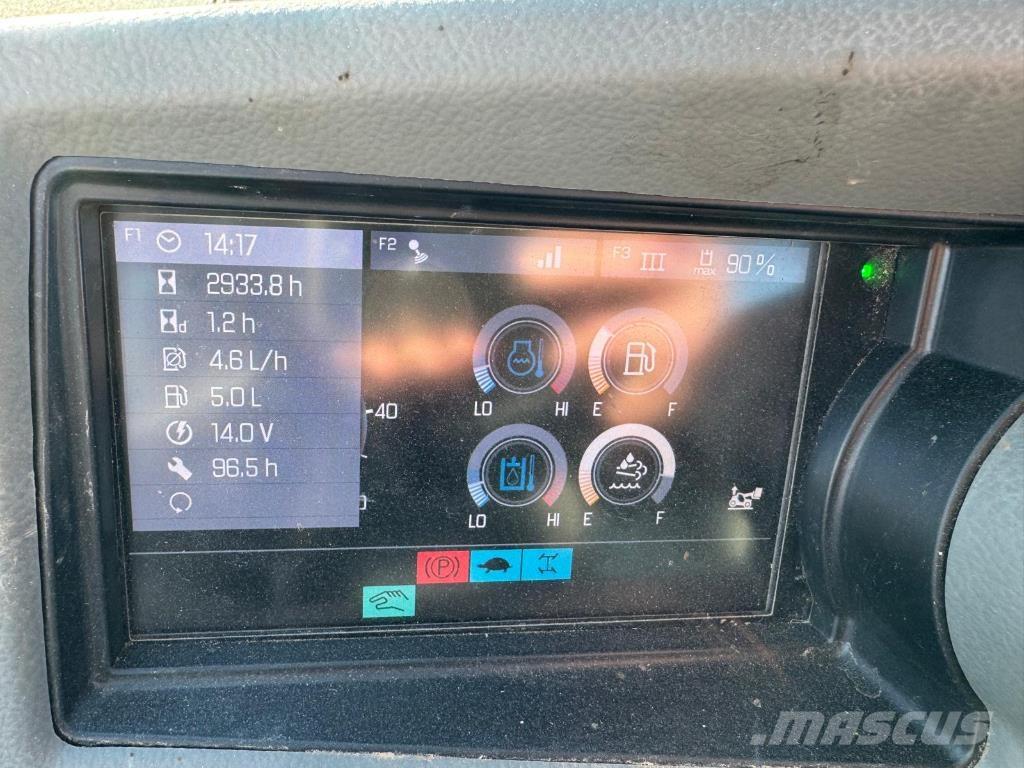 F1 14:17
F2
F3 III max 90%
2933.8 h
d 1.2 h
4.6 L/h
5.0 L
14.0 V
96.5 h
40
LO HI E F
LO HI E F
P
MASCUS